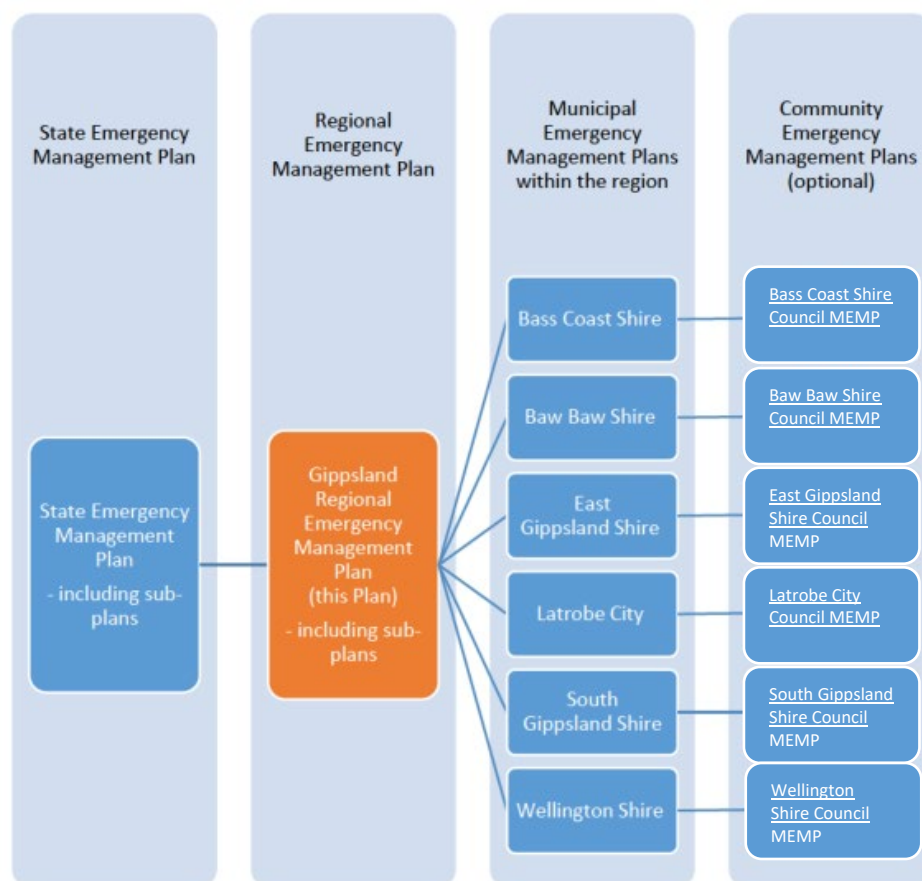 State Emergency
Management Plan
Regional
Emergency
Management Plan
Municipal
Emergency
Management Plans
within the region
Community
Emergency
Management Plans
(optional)
State Emergency
Management
Plan
- including sub-
plans
Gippsland
Regional
Emergency
Management
Plan
(this Plan)
- including sub-
plans
Bass Coast Shire
Baw Baw Shire
East
Gippsland Shire
Latrobe City
South
Gippsland Shire
Wellington Shire
Bass Coast Shire
Council MEMP
Baw Baw Shire
Council MEMP
East Gippsland
Shire Council
MEMP
Latrobe City
Council MEMP
South Gippsland
Shire Council
MEMP
Wellington
Shire Council
MEMP